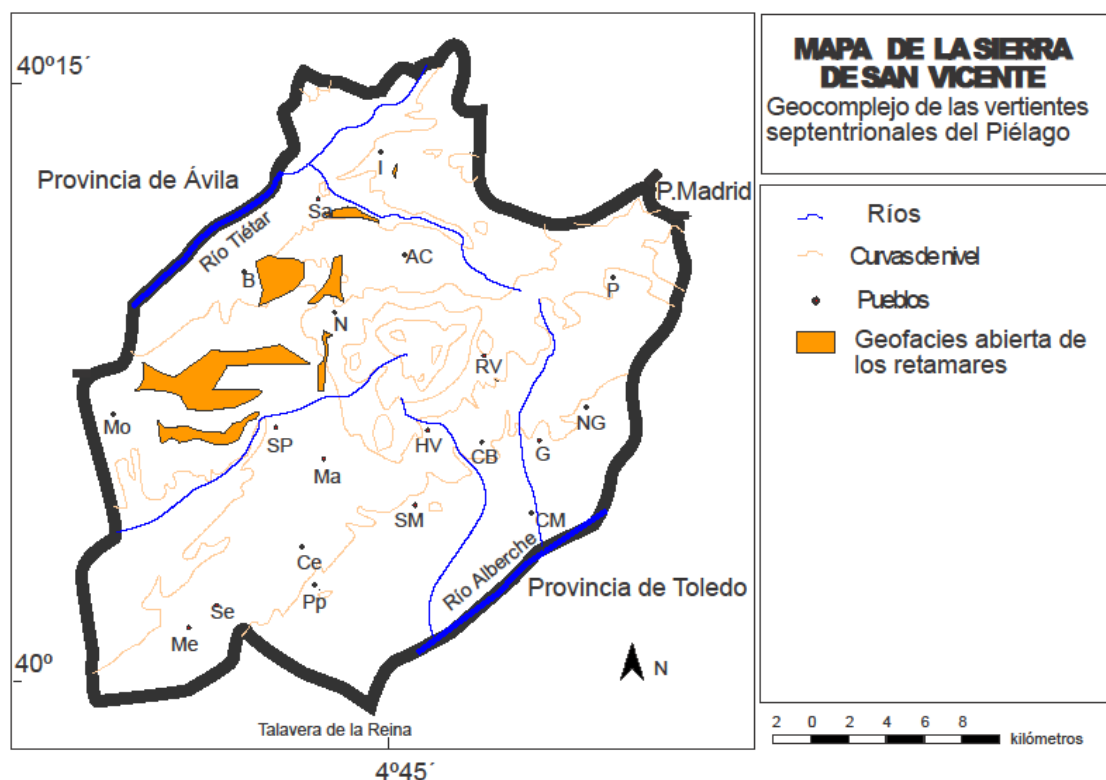 MAPA DE LA SIERRA
DE SAN VICENTE
Geocomplejo de las vertientes
septentrionales del Piélago
Ríos
Curvas de nivel
Pueblos
Geofacies abierta de
los retamares
2 0 2 4 6 8
kilómetros
40º15´
Provincia de Ávila
P.Madrid
I
Sa
Río Tiétar
AC
B
P
N
RV
Mo
NG
SP
HV
CB
G
Ma
SM
CM
Ce
Río Alberche
Provincia de Toledo
Pp
Se
Me
40º
N
Talavera de la Reina
4º45´